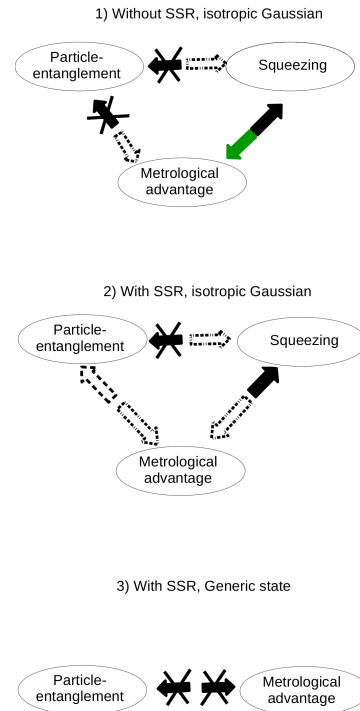 1) Without SSR, isotropic Gaussian
Particle-
entanglement
Squeezing
Metrological
advantage
2) With SSR, isotropic Gaussian
Particle-
entanglement
Squeezing
Metrological
advantage
3) With SSR, Generic state
Particle-
entanglement
Metrological
advantage